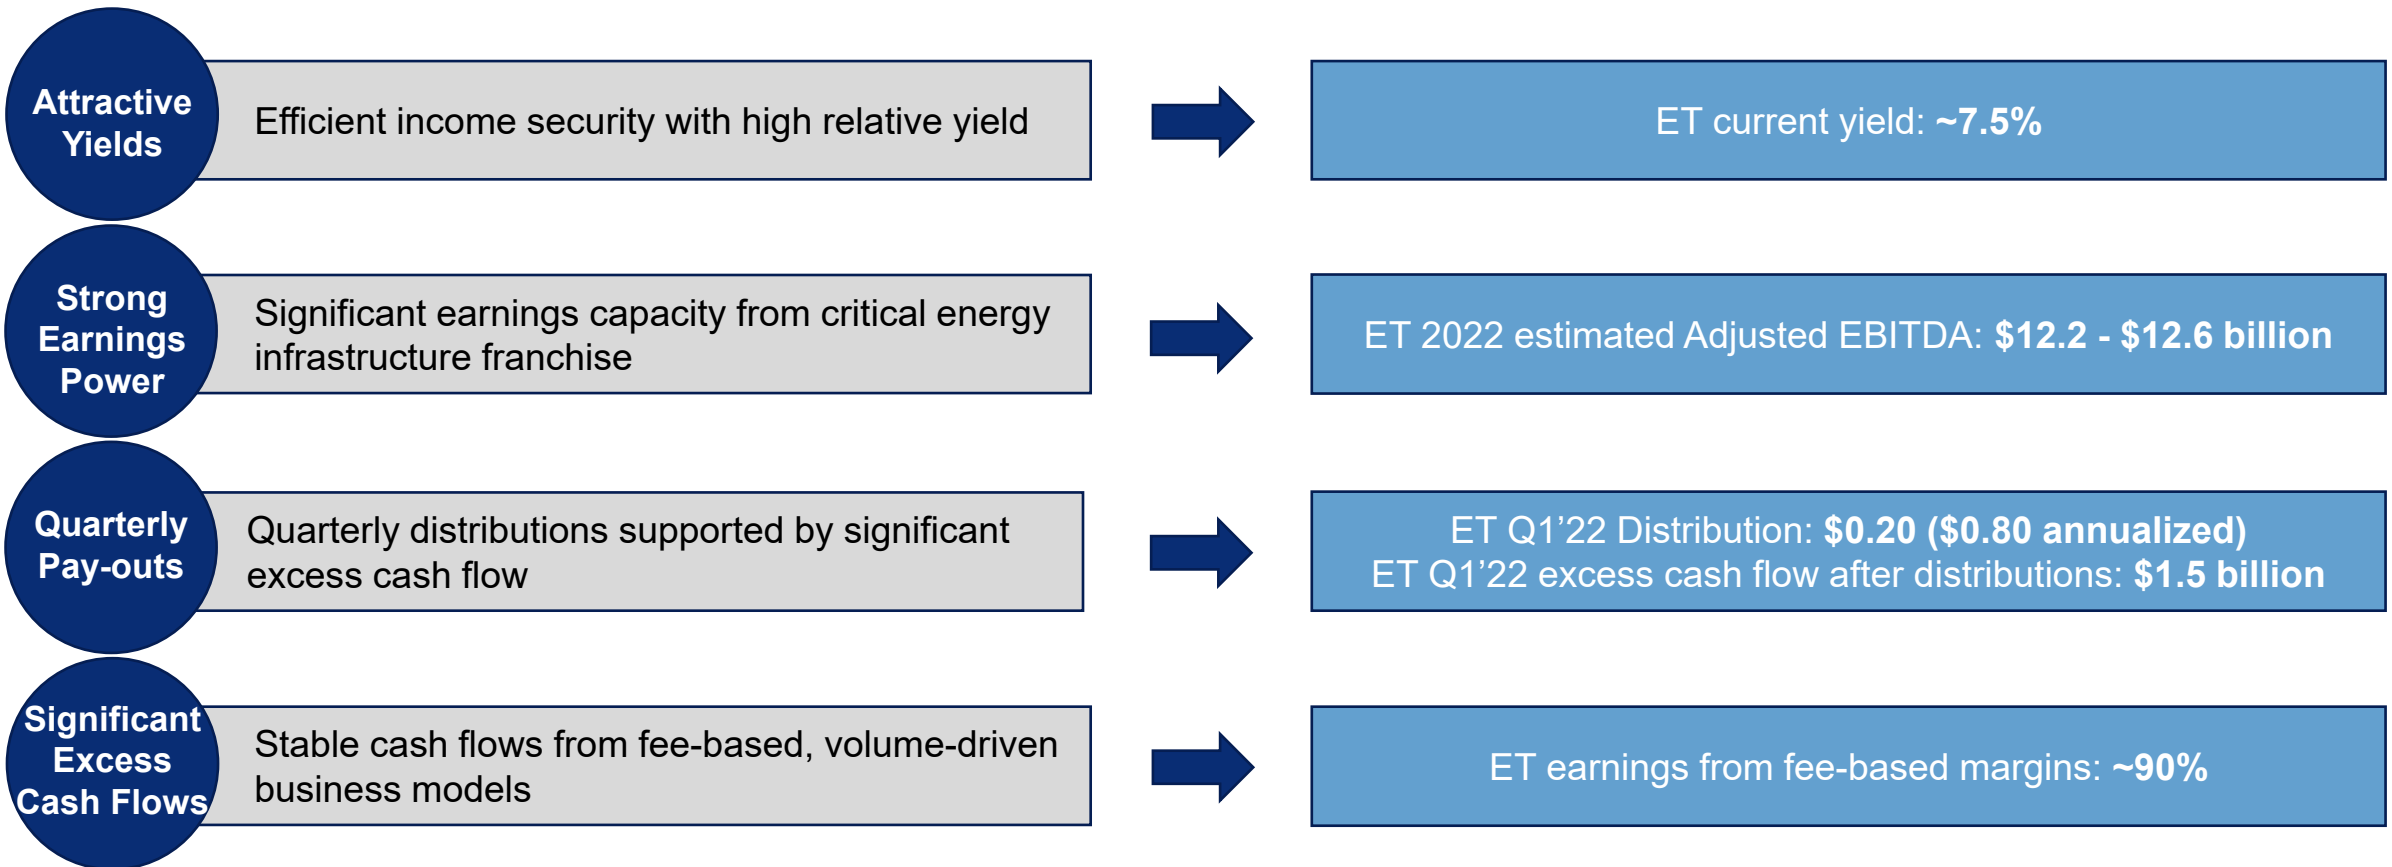 Attractive
Yields
Efficient income security with high relative yield
ET current yield: ~7.5%
Strong
Earnings
Power
Significant earnings capacity from critical energy
infrastructure franchise
ET 2022 estimated Adjusted EBITDA: $12.2 - $12.6 billion
Quarterly
Pay-outs
Quarterly distributions supported by significant
excess cash flow
ET Q1’22 Distribution: $0.20 ($0.80 annualized)
ET Q1’22 excess cash flow after distributions: $1.5 billion
Significant
Excess
Cash Flows
Stable cash flows from fee-based, volume-driven
business models
ET earnings from fee-based margins: ~90%